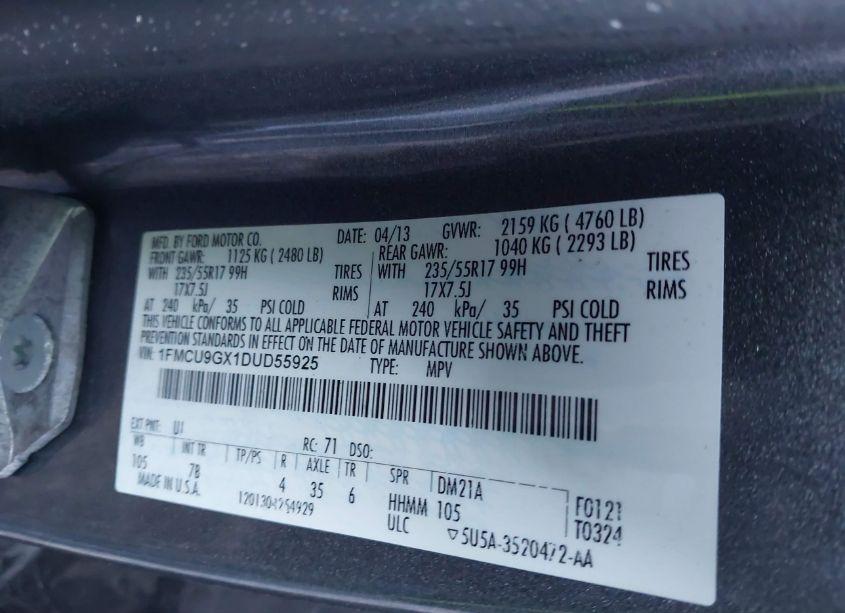 MFD. BY FORD MOTOR CO. DATE: 04/13 GVWR: 2159 KG ( 4760 LB)
FRONT GAWR: 1125 KG ( 2480 LB) REAR GAWR: 1040 KG ( 2293 LB)
WITH 235/55R17 99H TIRES WITH 235/55R17 99H TIRES
17X7.5J RIMS 17X7.5J RIMS
AT 240 kPa/ 35 PSI COLD AT 240 kPa/ 35 PSI COLD
THIS VEHICLE CONFORMS TO ALL APPLICABLE FEDERAL MOTOR VEHICLE SAFETY AND THEFT
PREVENTION STANDARDS IN EFFECT ON THE DATE OF MANUFACTURE SHOWN ABOVE.
VIN: 1FMCU9GX1DUD55925 TYPE: MPV
EXT PNT: UJ RC: 71 DSO:
WB INT TR TP/PS R AXLE TR SPR DM21A F0121
105 7B 4 35 6 HHMM 105 T0324
MADE IN U.S.A. ULC ▽5U5A-3520472-AA